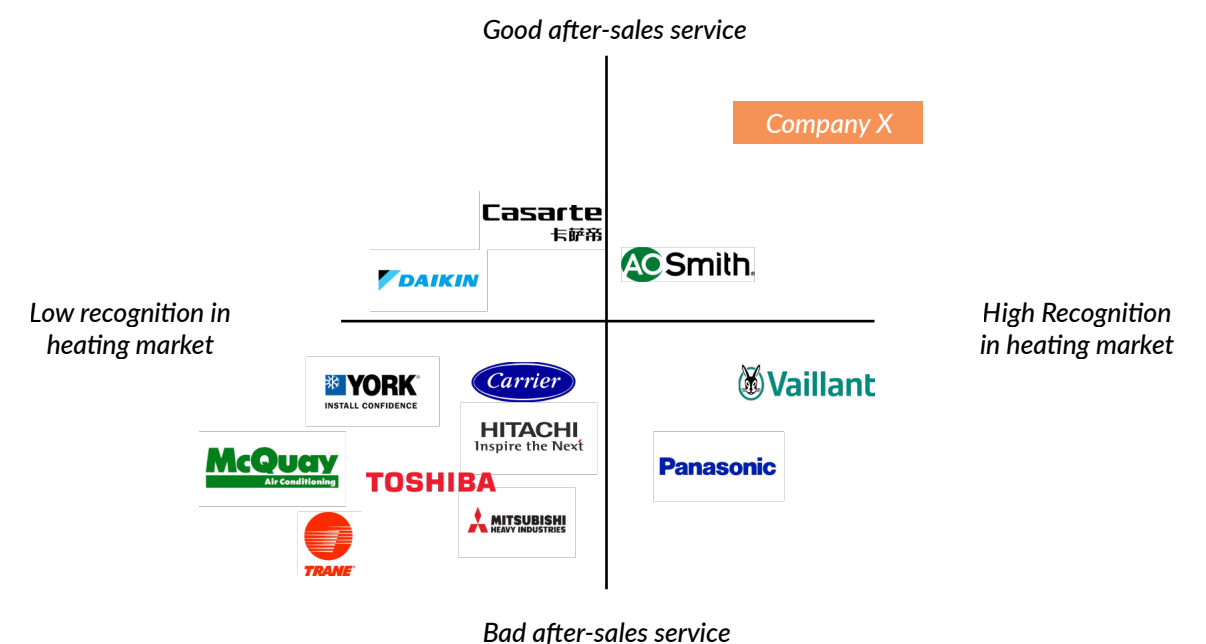 Good after-sales service
Company X
Casarte
卡萨帝
AO Smith
DAIKIN
Low recognition in
heating market
High Recognition
in heating market
YORK
INSTALL CONFIDENCE
Carrier
Vaillant
HITACHI
Inspire the Next
McQuay
Air Conditioning
Panasonic
TOSHIBA
MITSUBISHI
HEAVY INDUSTRIES
TRANE
Bad after-sales service